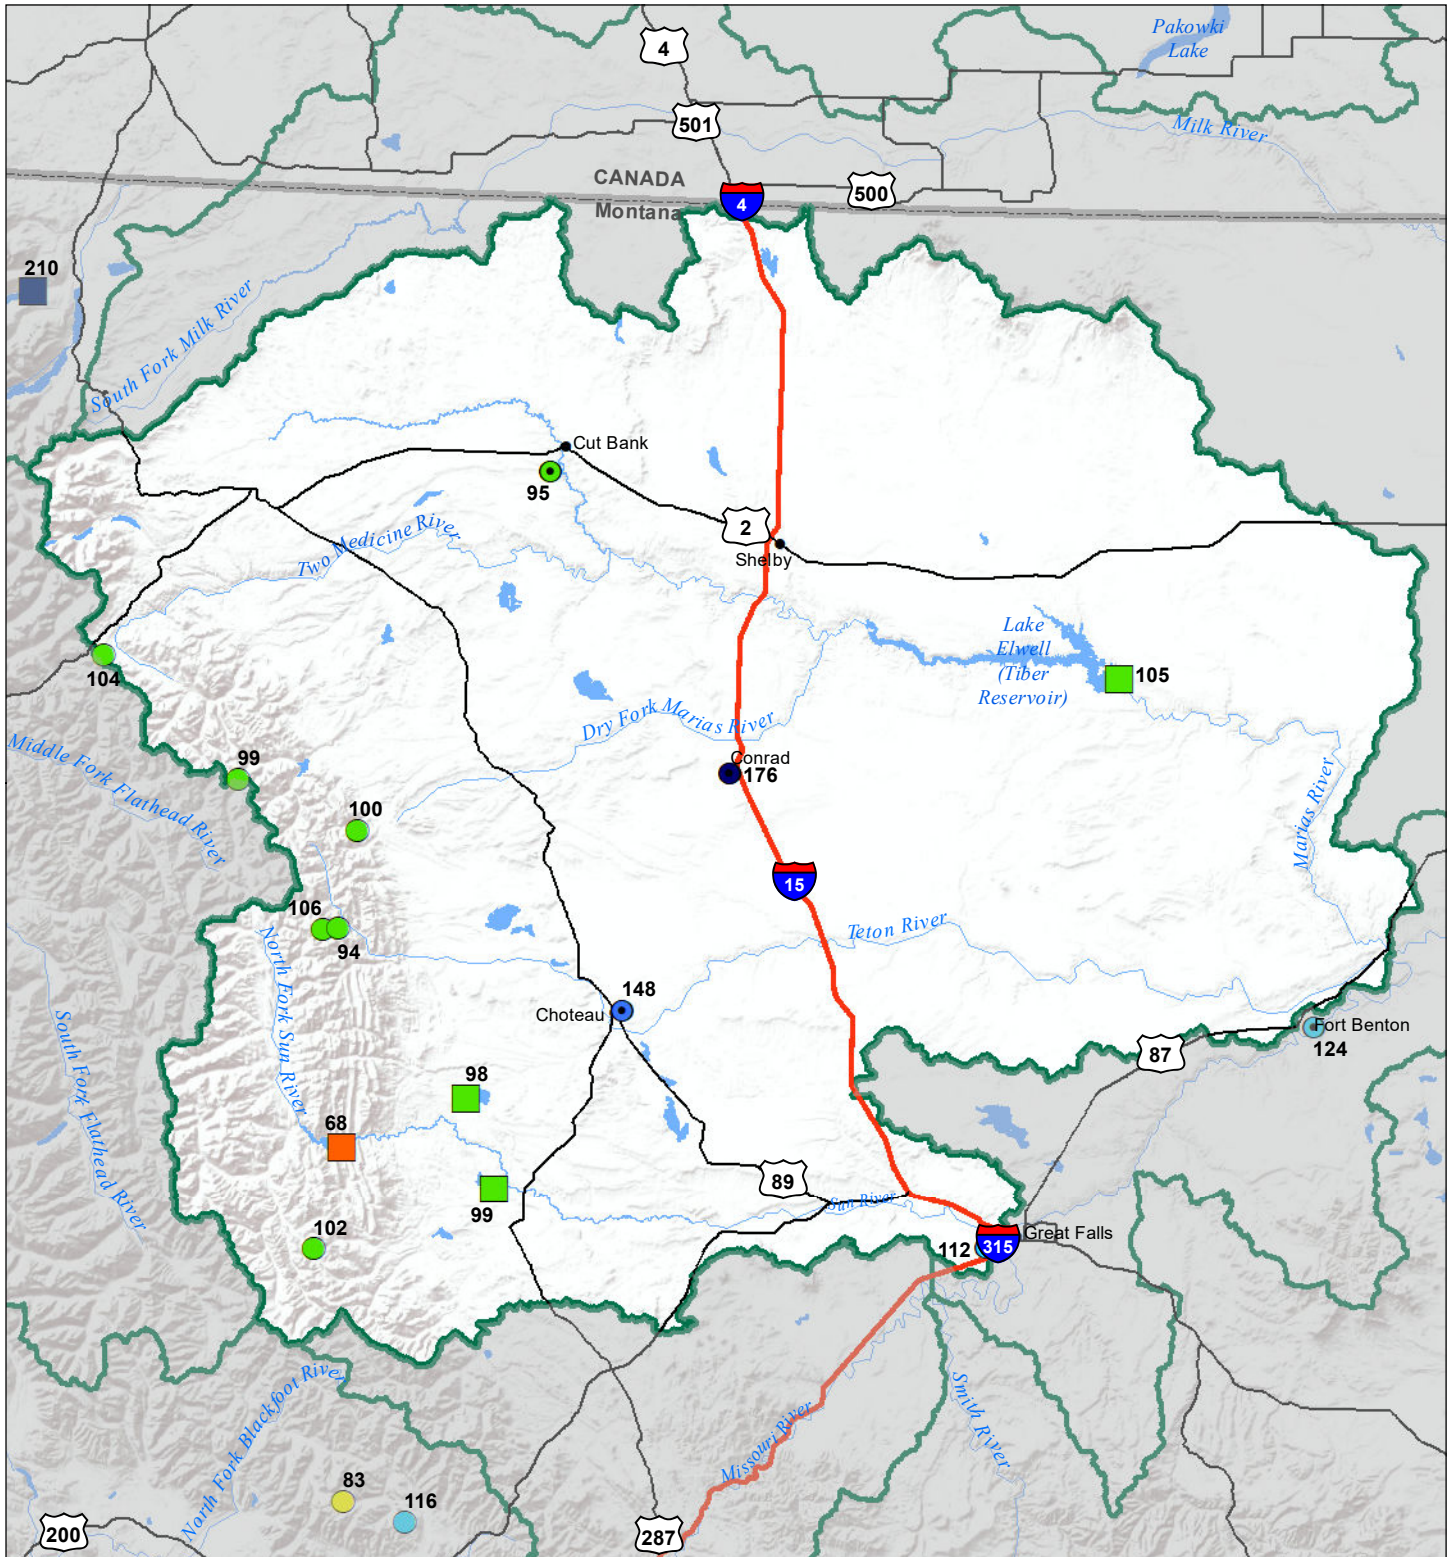 Pakowki
Lake
4
501
Milk River
CANADA
500
Montana
4
210
South Fork Milk River
Cut Bank
95
2
Two Medicine River
Shelby
Lake
Elwell
(Tiber
Reservoir)
105
104
Dry Fork Marias River
Middle Fork Flathead River
99
Conrad
176
100
Marias River
15
106
94
North Fork Sun River
Teton River
148
Choteau
South Fork Flathead River
Fort Benton
124
87
98
68
89
99
Sun River
102
112
315
Great Falls
North Fork Blackfoot River
Missouri River
Smith River
83
116
200
287